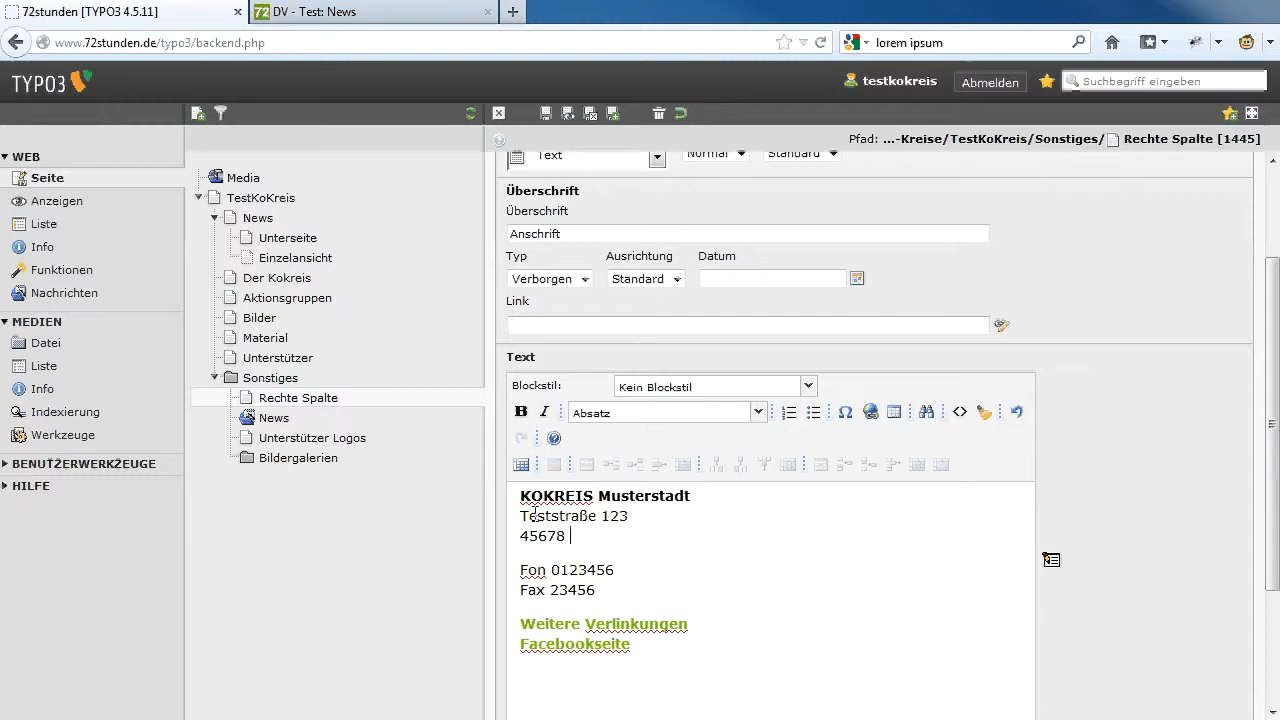 72stunden [TYPO3 4.5.11]
DV - Test: News
www.72stunden.de/typo3/backend.php
lorem ipsum
TYPO3
testkokreis
Abmelden
Suchbegriff eingeben
Pfad: ...-Kreise/TestKoKreis/Sonstiges/ Rechte Spalte [1445]
WEB
Seite
Anzeigen
Liste
Info
Funktionen
Nachrichten
MEDIEN
Datei
Liste
Info
Indexierung
Werkzeuge
BENUTZERWERKZEUGE
HILFE
Media
TestKoKreis
News
Unterseite
Einzelansicht
Der Kokreis
Aktionsgruppen
Bilder
Material
Unterstützer
Sonstiges
Rechte Spalte
News
Unterstützer Logos
Bildergalerien
Text
Normal
Standard
Überschrift
Überschrift
Anschrift
Typ
Ausrichtung
Datum
Verborgen
Standard
Link
Text
Blockstil:
Kein Blockstil
B I
Absatz
KOKREIS Musterstadt
Teststraße 123
45678
Fon 0123456
Fax 23456
Weitere Verlinkungen
Facebookseite